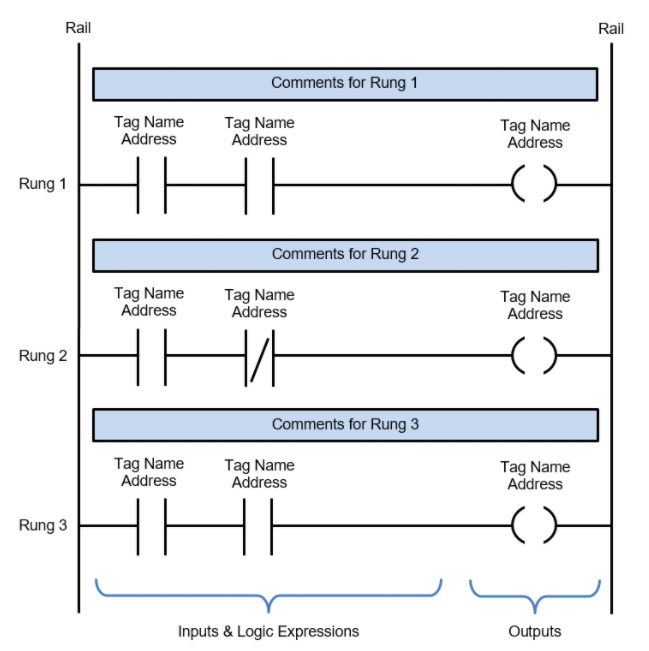 Rail
Rail
Comments for Rung 1
Tag Name
Address
Tag Name
Address
Tag Name
Address
Rung 1
Comments for Rung 2
Tag Name
Address
Tag Name
Address
Tag Name
Address
Rung 2
Comments for Rung 3
Tag Name
Address
Tag Name
Address
Tag Name
Address
Rung 3
Inputs & Logic Expressions
Outputs